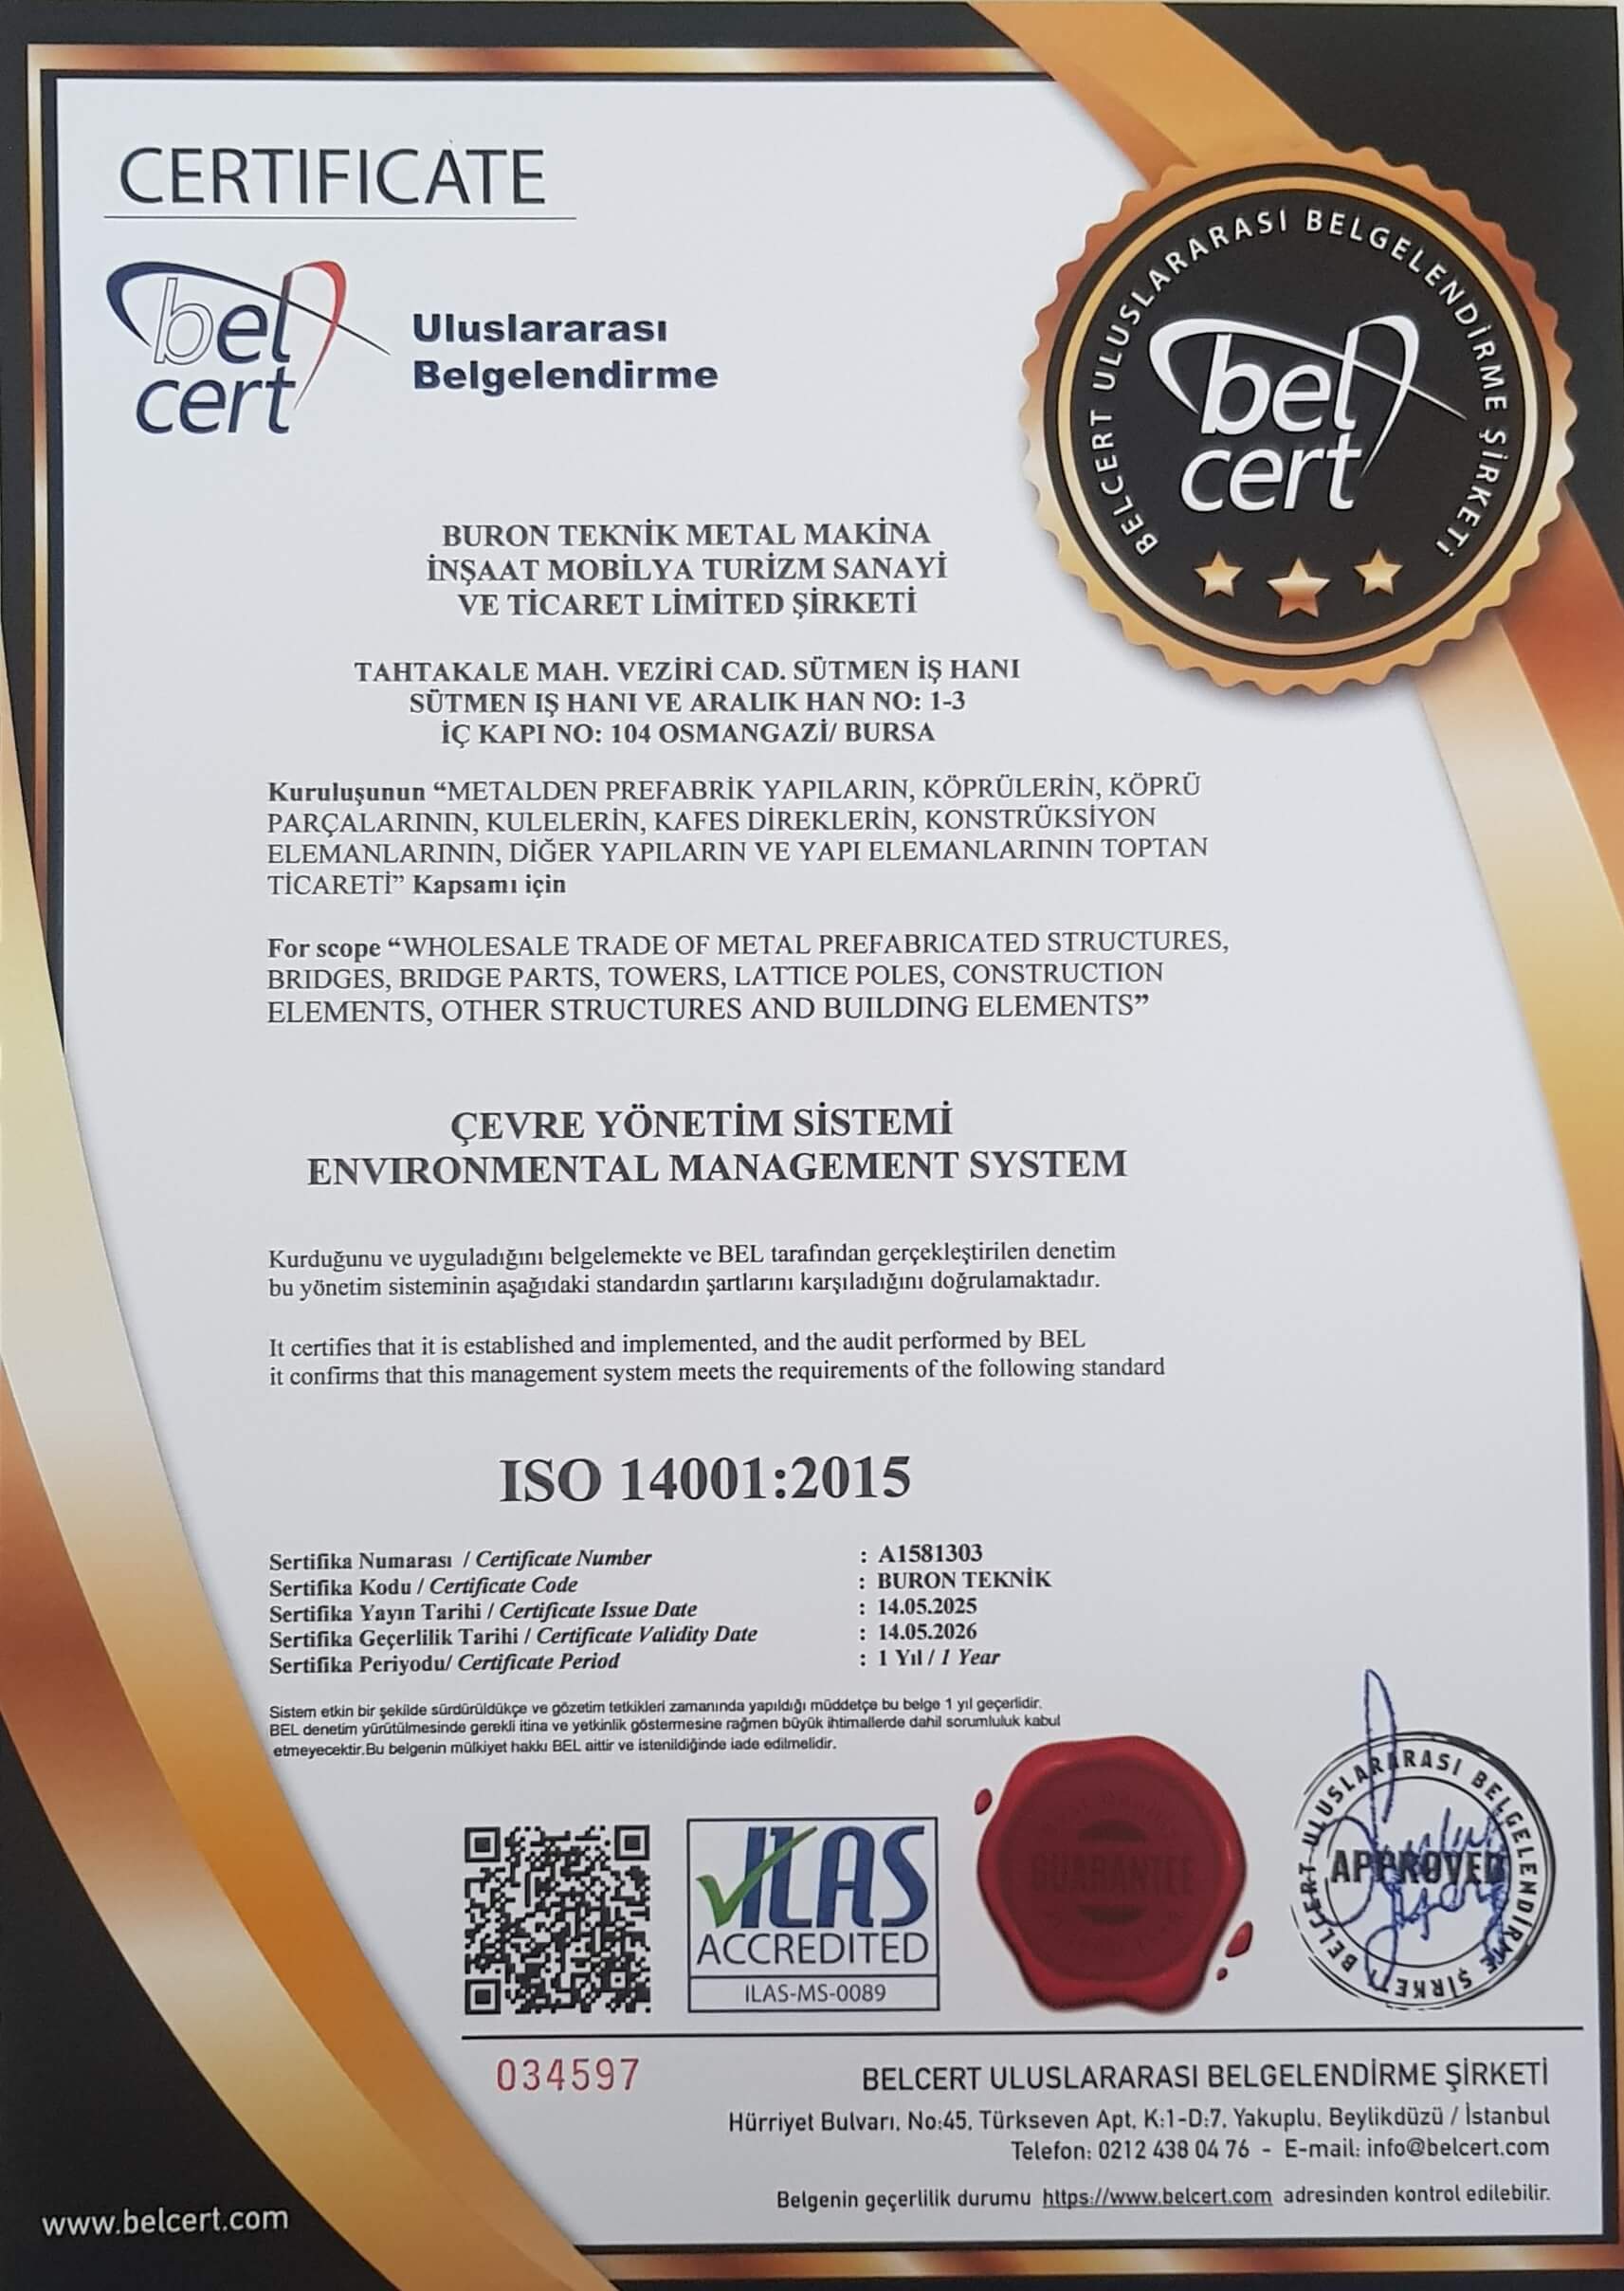 CERTIFICATE
bel
cert
Uluslararası
Belgelendirme
BELCERT ULUSLARARASI BELGELENDİRME ŞİRKETİ
bel
cert
BURON TEKNİK METAL MAKİNA
İNŞAAT MOBİLYA TURİZM SANAYİ
VE TİCARET LİMİTED ŞİRKETİ
TAHTAKALE MAH. VEZİRİ CAD. SÜTMEN İŞ HANI
SÜTMEN IŞ HANI VE ARALIK HAN NO: 1-3
İÇ KAPI NO: 104 OSMANGAZİ/ BURSA
Kuruluşunun “METALDEN PREFABRİK YAPILARIN, KÖPRÜLERİN, KÖPRÜ
PARÇALARININ, KULELERİN, KAFES DİREKLERİN, KONSTRÜKSİYON
ELEMANLARININ, DİĞER YAPILARIN VE YAPI ELEMANLARININ TOPTAN
TİCARETİ” Kapsamı için
For scope “WHOLESALE TRADE OF METAL PREFABRICATED STRUCTURES,
BRIDGES, BRIDGE PARTS, TOWERS, LATTICE POLES, CONSTRUCTION
ELEMENTS, OTHER STRUCTURES AND BUILDING ELEMENTS”
ÇEVRE YÖNETİM SİSTEMİ
ENVIRONMENTAL MANAGEMENT SYSTEM
Kurduğunu ve uyguladığını belgelemekte ve BEL tarafından gerçekleştirilen denetim
bu yönetim sisteminin aşağıdaki standardın şartlarını karşıladığını doğrulamaktadır.
It certifies that it is established and implemented, and the audit performed by BEL
it confirms that this management system meets the requirements of the following standard
ISO 14001:2015
Sertifika Numarası / Certificate Number : A1581303
Sertifika Kodu / Certificate Code : BURON TEKNİK
Sertifika Yayın Tarihi / Certificate Issue Date : 14.05.2025
Sertifika Geçerlilik Tarihi / Certificate Validity Date : 14.05.2026
Sertifika Periyodu/ Certificate Period : 1 Yıl / 1 Year
Sistem etkin bir şekilde sürdürüldükçe ve gözetim tetkikleri zamanında yapıldığı müddetçe bu belge 1 yıl geçerlidir.
BEL denetim yürütülmesinde gerekli itina ve yetkinlik göstermesine rağmen büyük ihtimallerde dahil sorumluluk kabul
etmeyecektir.Bu belgenin mülkiyet hakkı BEL aittir ve istenildiğinde iade edilmelidir.
ILAS
ACCREDITED
ILAS-MS-0089
GUARANTEE
BELCERT ULUSLARARASI BELGELENDİRME ŞİRKETİ
APPROVED
034597
BELCERT ULUSLARARASI BELGELENDİRME ŞİRKETİ
Hürriyet Bulvarı, No:45, Türkseven Apt, K:1-D:7, Yakuplu, Beylikdüzü / İstanbul
Telefon: 0212 438 04 76 - E-mail: info@belcert.com
Belgenin geçerlilik durumu https://www.belcert.com adresinden kontrol edilebilir.
www.belcert.com